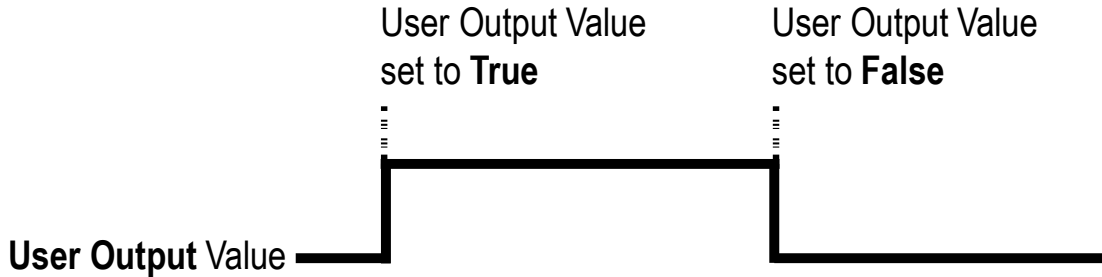 User Output Value
set to True
User Output Value
set to False
User Output Value